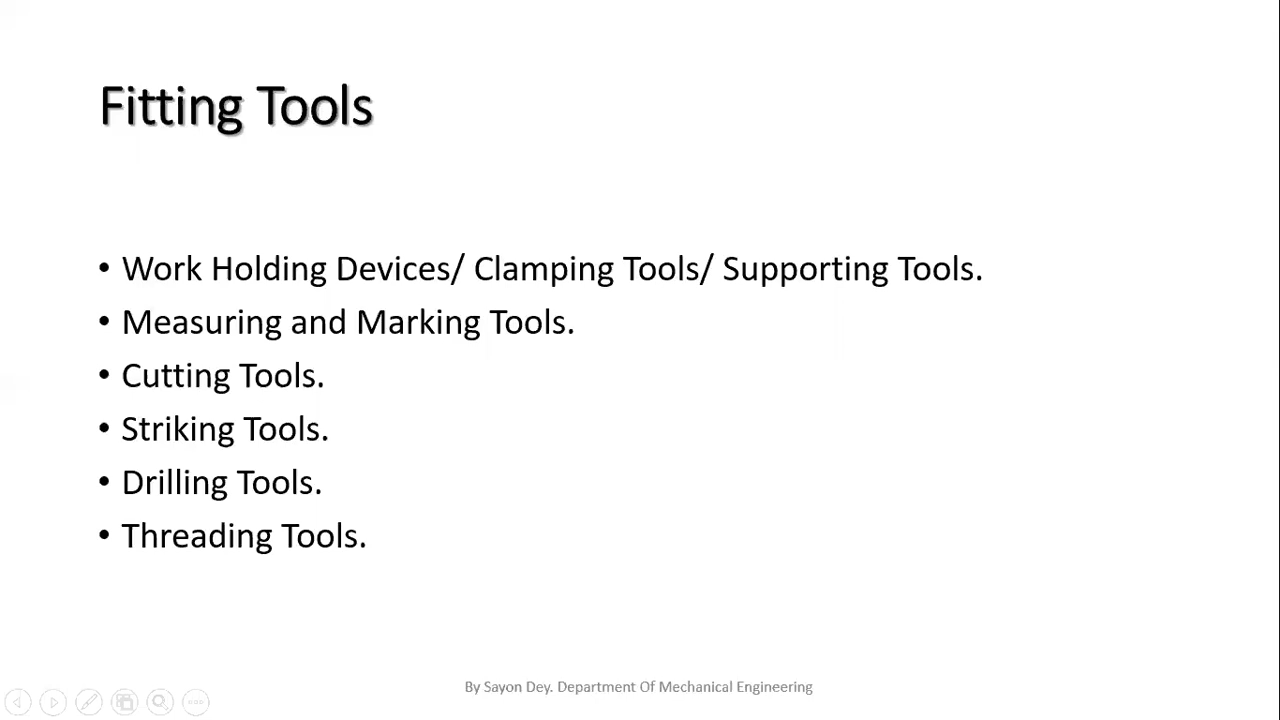 Fitting Tools
• Work Holding Devices/ Clamping Tools/ Supporting Tools.
• Measuring and Marking Tools.
• Cutting Tools.
• Striking Tools.
• Drilling Tools.
• Threading Tools.
By Sayon Dey. Department Of Mechanical Engineering